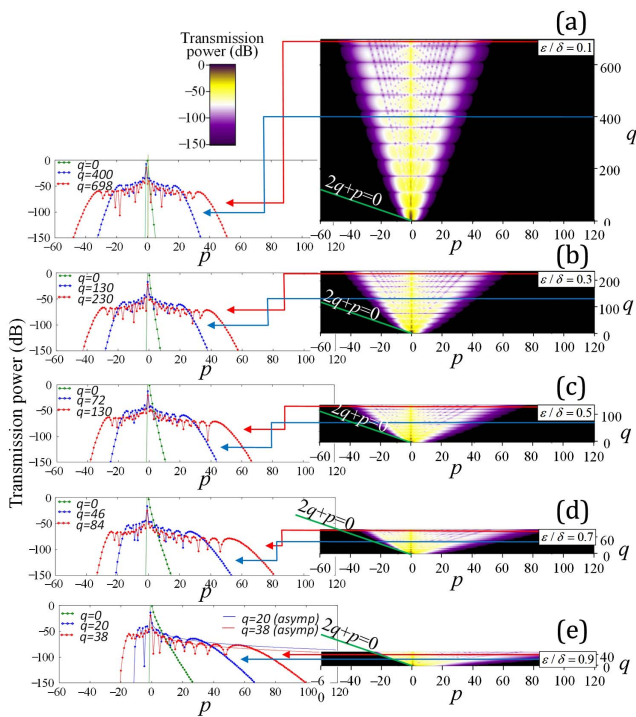 (a)
Transmission
power (dB)
0
−50
−100
−150
ε / δ = 0.1
600
400
200
0
q
2q+p=0
q=0
q=400
q=698
0
−50
−100
−150
−60 −40 −20 0 20 40 60 80 100
p
−60 −40 −20 0 20 40 60 80 100 120
p
(b)
ε / δ = 0.3
200
100
0
q
2q+p=0
q=0
q=130
q=230
0
−50
−100
−150
−60 −40 −20 0 20 40 60 80 100 120
p
−60 −40 −20 0 20 40 60 80 100 120
p
Transmission power (dB)
(c)
ε / δ = 0.5
100
0
q
2q+p=0
q=0
q=72
q=130
0
−50
−100
−150
−60 −40 −20 0 20 40 60 80 100 120
p
−60 −40 −20 0 20 40 60 80 100 120
p
(d)
ε / δ = 0.7
60
0
q
2q+p=0
q=0
q=46
q=84
0
−50
−100
−150
−60 −40 −20 0 20 40 60 80 100 120
p
−60 −40 −20 0 20 40 60 80 100 120
p
(e)
ε / δ = 0.9
40
0
q
2q+p=0
q=0
q=20
q=38
q=20 (asymp)
q=38 (asymp)
0
−50
−100
−150
−60 −40 −20 0 20 40 60 80 100
p
−60 −40 −20 0 20 40 60 80 100 120
p